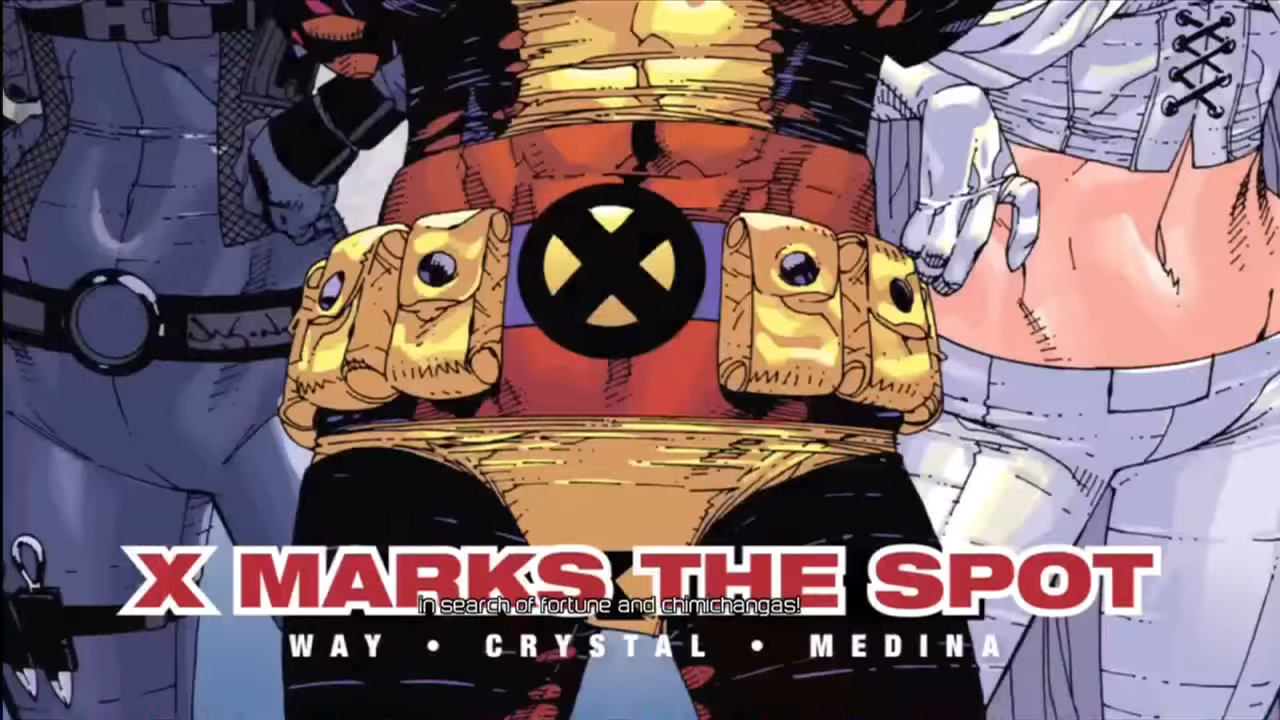 X MARKS THE SPOT
In search of fortune and chimichangas!
WAY • CRYSTAL • MEDINA